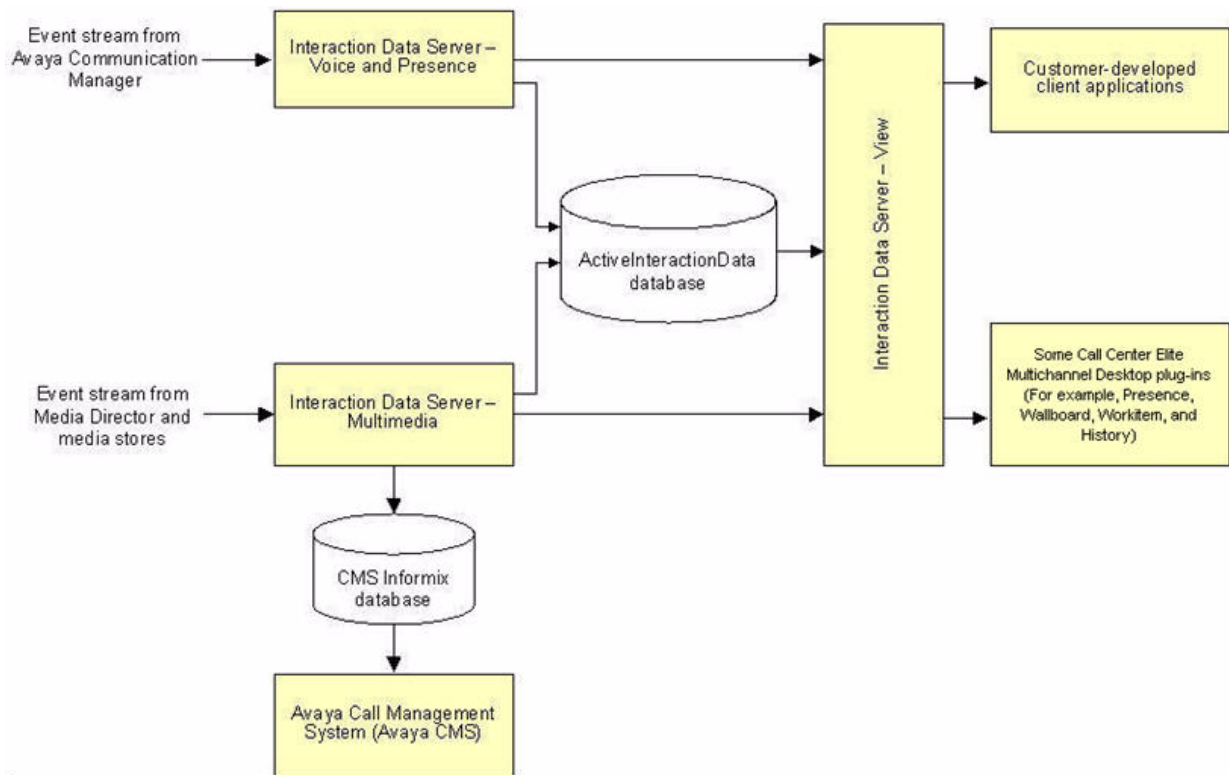 Event stream from
Avaya Communication
Manager
Interaction Data Server –
Voice and Presence
Customer-developed
client applications
Interaction Data Server – View
ActiveInteractionData
database
Event stream from
Media Director and
media stores
Interaction Data Server –
Multimedia
Some Call Center Elite
Multichannel Desktop plug-ins
(For example, Presence,
Wallboard, Workitem, and
History)
CMS Informix
database
Avaya Call Management
System (Avaya CMS)